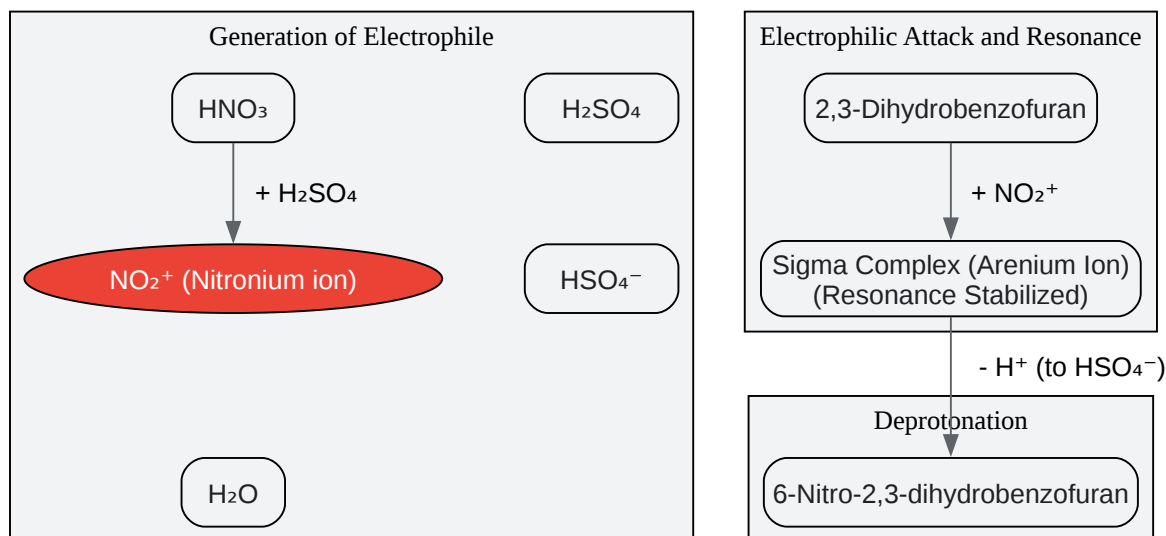 Generation of Electrophile
HNO₃
H₂SO₄
+ H₂SO₄
NO₂⁺ (Nitronium ion)
HSO₄⁻
H₂O
Electrophilic Attack and Resonance
2,3-Dihydrobenzofuran
+ NO₂⁺
Sigma Complex (Arenium Ion)
(Resonance Stabilized)
- H⁺ (to HSO₄⁻)
Deprotonation
6-Nitro-2,3-dihydrobenzofuran